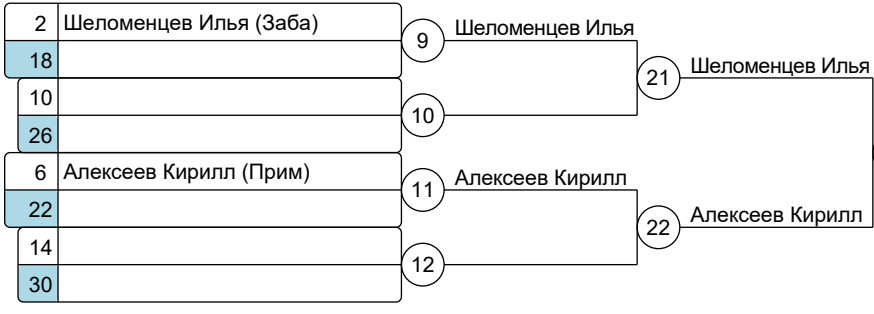 2 Шеломенцев Илья (Заба)
9 Шеломенцев Илья
18
21 Шеломенцев Илья
10
10
26
6 Алексеев Кирилл (Прим)
11 Алексеев Кирилл
22
22 Алексеев Кирилл
14
12
30